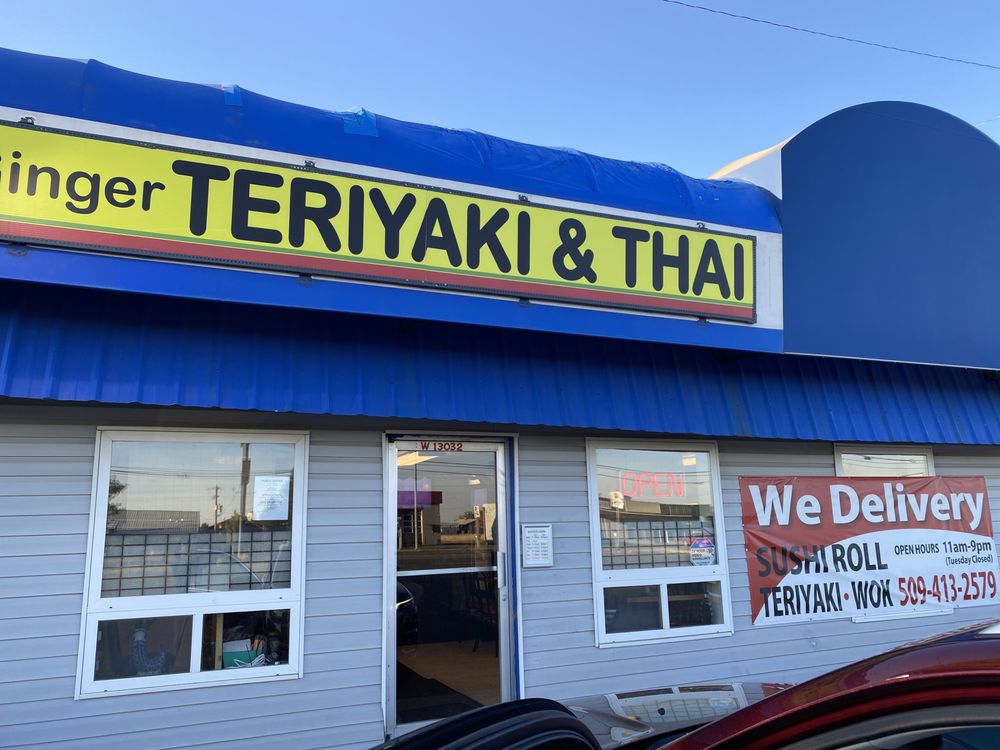 Ginger TERIYAKI & THAI
W 13032
OPEN
We Delivery
SUSHI ROLL
OPEN HOURS 11am-9pm
(Tuesday Closed)
TERIYAKI · WOK 509-413-2579